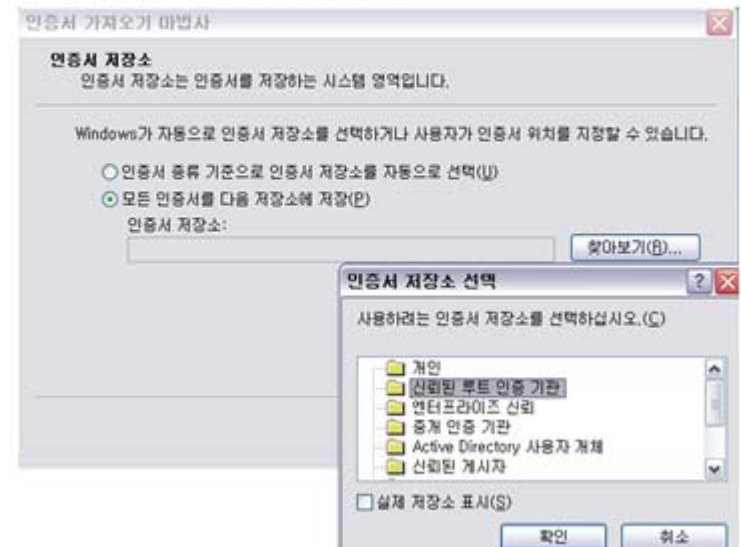 인증서 가져오기 마법사
인증서 저장소
인증서 저장소는 인증서를 저장하는 시스템 영역입니다.
Windows가 자동으로 인증서 저장소를 선택하거나 사용자가 인증서 위치를 지정할 수 있습니다.
인증서 종류 기준으로 인증서 저장소를 자동으로 선택(U)
모든 인증서를 다음 저장소에 저장(P)
인증서 저장소:
찾아보기(R)...
인증서 저장소 선택
사용하려는 인증서 저장소를 선택하십시오.(C)
개인
신뢰된 루트 인증 기관
엔터프라이즈 신뢰
중개 인증 기관
Active Directory 사용자 개체
신뢰된 게시자
실제 저장소 표시(S)
확인
취소